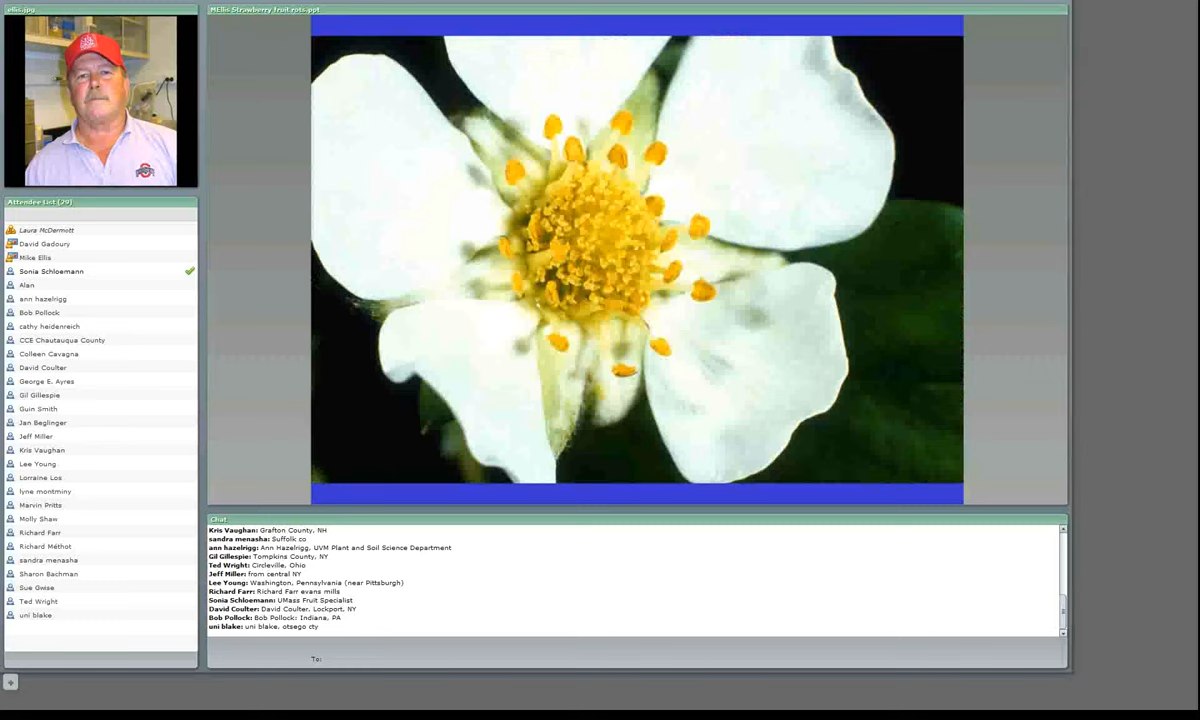 ellis.jpg
MEllis Strawberry fruit rots.ppt
Attendee List (29)
Laura McDermott
David Gadoury
Mike Ellis
Sonia Schloemann
Alan
ann hazelrigg
Bob Pollock
cathy heidenreich
CCE Chautauqua County
Colleen Cavagna
David Coulter
George E. Ayres
Gil Gillespie
Guin Smith
Jan Beglinger
Jeff Miller
Kris Vaughan
Lee Young
Lorraine Los
lyne montminy
Marvin Pritts
Molly Shaw
Richard Farr
Richard Méthot
sandra menasha
Sharon Bachman
Sue Gwise
Ted Wright
uni blake
Chat
Kris Vaughan: Grafton County, NH
sandra menasha: Suffolk co
ann hazelrigg: Ann Hazelrigg, UVM Plant and Soil Science Department
Gil Gillespie: Tompkins County, NY
Ted Wright: Circleville, Ohio
Jeff Miller: from central NY
Lee Young: Washington, Pennsylvania (near Pittsburgh)
Richard Farr: Richard Farr evans mills
Sonia Schloemann: UMass Fruit Specialist
David Coulter: David Coulter, Lockport, NY
Bob Pollock: Bob Pollock: Indiana, PA
uni blake: uni blake, otsego cty
To: